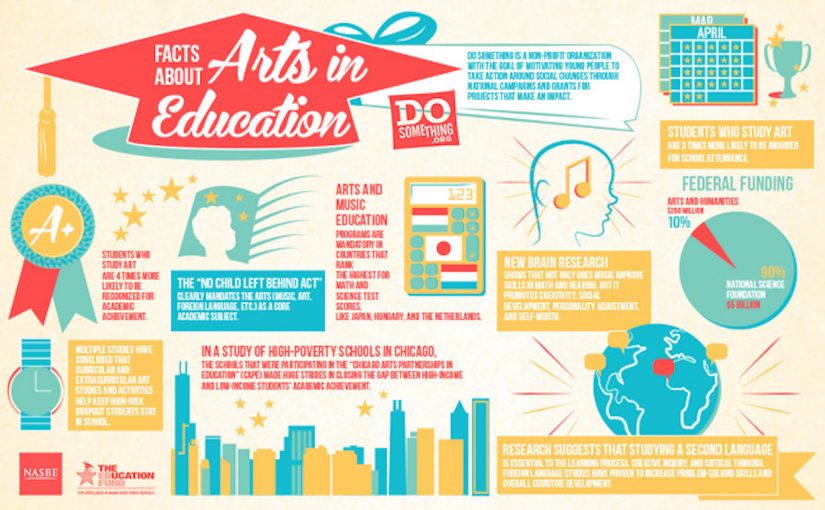 FACTS
ABOUT
Arts in
Education
DO SOMETHING IS A NON-PROFIT ORGANIZATION
WITH THE GOAL OF MOTIVATING YOUNG PEOPLE TO
TAKE ACTION AROUND SOCIAL CHANGES THROUGH
NATIONAL CAMPAIGNS AND GRANTS FOR
PROJECTS THAT MAKE AN IMPACT.
DO
SOMETHING
.ORG
MAR
APRIL
STUDENTS WHO STUDY ART
ARE 3 TIMES MORE LIKELY TO BE AWARDED
FOR SCHOOL ATTENDANCE.
A+
STUDENTS WHO
STUDY ART
ARE 4 TIMES MORE
LIKELY TO BE
RECOGNIZED FOR
ACADEMIC
ACHIEVEMENT.
THE "NO CHILD LEFT BEHIND ACT"
CLEARLY MANDATES THE ARTS (MUSIC, ART,
FOREIGN LANGUAGE, ETC.) AS A CORE
ACADEMIC SUBJECT.
ARTS AND
MUSIC
EDUCATION
PROGRAMS ARE
MANDATORY IN
COUNTRIES THAT
RANK
THE HIGHEST FOR
MATH AND
SCIENCE TEST
SCORES,
LIKE JAPAN, HUNGARY, AND THE NETHERLANDS.
123
NEW BRAIN RESEARCH
SHOWS THAT NOT ONLY DOES MUSIC IMPROVE
SKILLS IN MATH AND READING, BUT IT
PROMOTES CREATIVITY, SOCIAL
DEVELOPMENT, PERSONALITY ADJUSTMENT,
AND SELF-WORTH.
FEDERAL FUNDING
ARTS AND HUMANITIES
$250 MILLION
10%
90%
NATIONAL SCIENCE
FOUNDATION
$5 BILLION
MULTIPLE STUDIES HAVE
CONCLUDED THAT
CURRICULAR AND
EXTRACURRICULAR ART
STUDIES AND ACTIVITIES
HELP KEEP HIGH-RISK
DROPOUT STUDENTS STAY
IN SCHOOL.
IN A STUDY OF HIGH-POVERTY SCHOOLS IN CHICAGO,
THE SCHOOLS THAT WERE PARTICIPATING IN THE "CHICAGO ARTS PARTNERSHIPS IN
EDUCATION" (CAPE) MADE HUGE STRIDES IN CLOSING THE GAP BETWEEN HIGH-INCOME
AND LOW-INCOME STUDENTS' ACADEMIC ACHIEVEMENT.
RESEARCH SUGGESTS THAT STUDYING A SECOND LANGUAGE
IS ESSENTIAL TO THE LEARNING PROCESS, CREATIVE INQUIRY, AND CRITICAL THINKING.
FOREIGN LANGUAGE STUDIES HAVE PROVEN TO INCREASE PROBLEM-SOLVING SKILLS AND
OVERALL COGNITIVE DEVELOPMENT.
NASBE
THE
EDUCATION
FUND
FOR EXCELLENCE IN MIAMI-DADE PUBLIC SCHOOLS